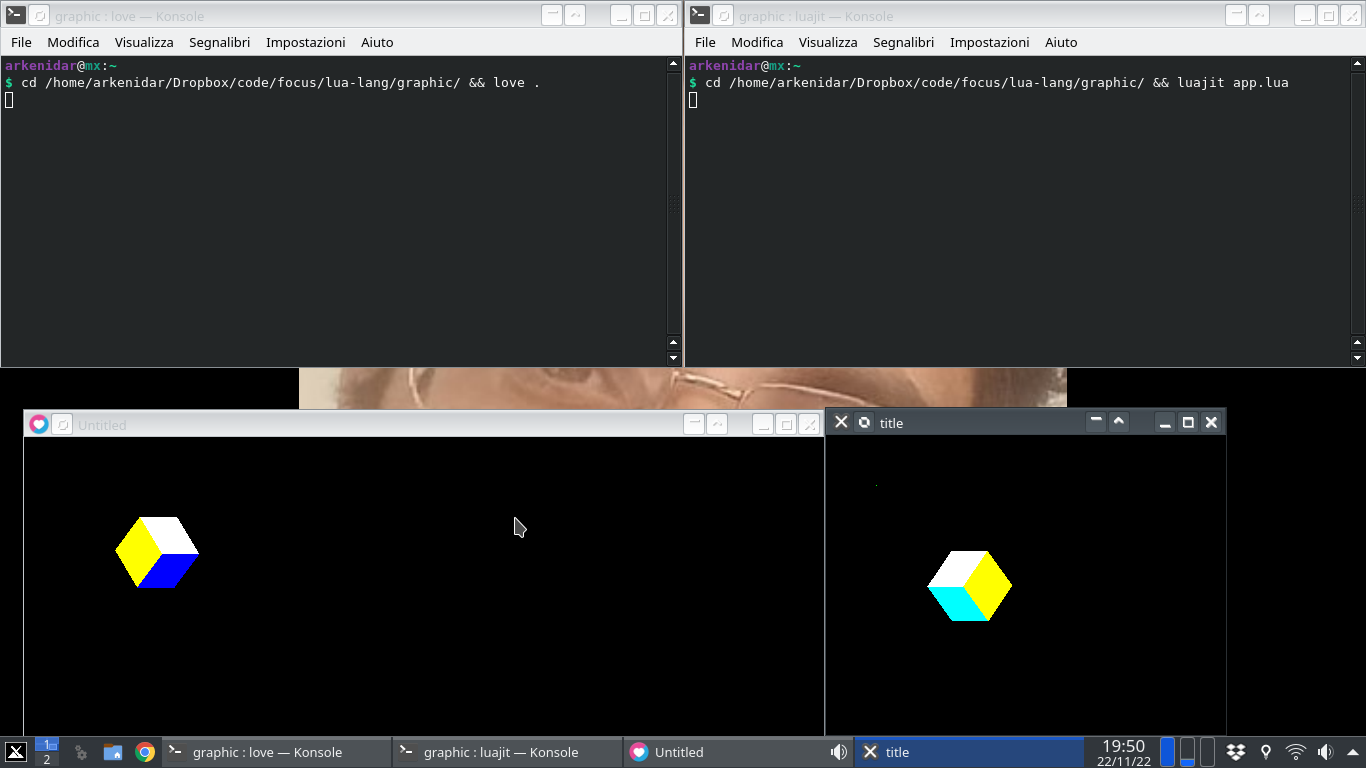 graphic : love — Konsole
File Modifica Visualizza Segnalibri Impostazioni Aiuto
arkenidar@mx:~
$ cd /home/arkenidar/Dropbox/code/focus/lua-lang/graphic/ && love .
graphic : luajit — Konsole
File Modifica Visualizza Segnalibri Impostazioni Aiuto
arkenidar@mx:~
$ cd /home/arkenidar/Dropbox/code/focus/lua-lang/graphic/ && luajit app.lua
Untitled
title
1
2
graphic : love — Konsole
graphic : luajit — Konsole
Untitled
title
19:50
22/11/22